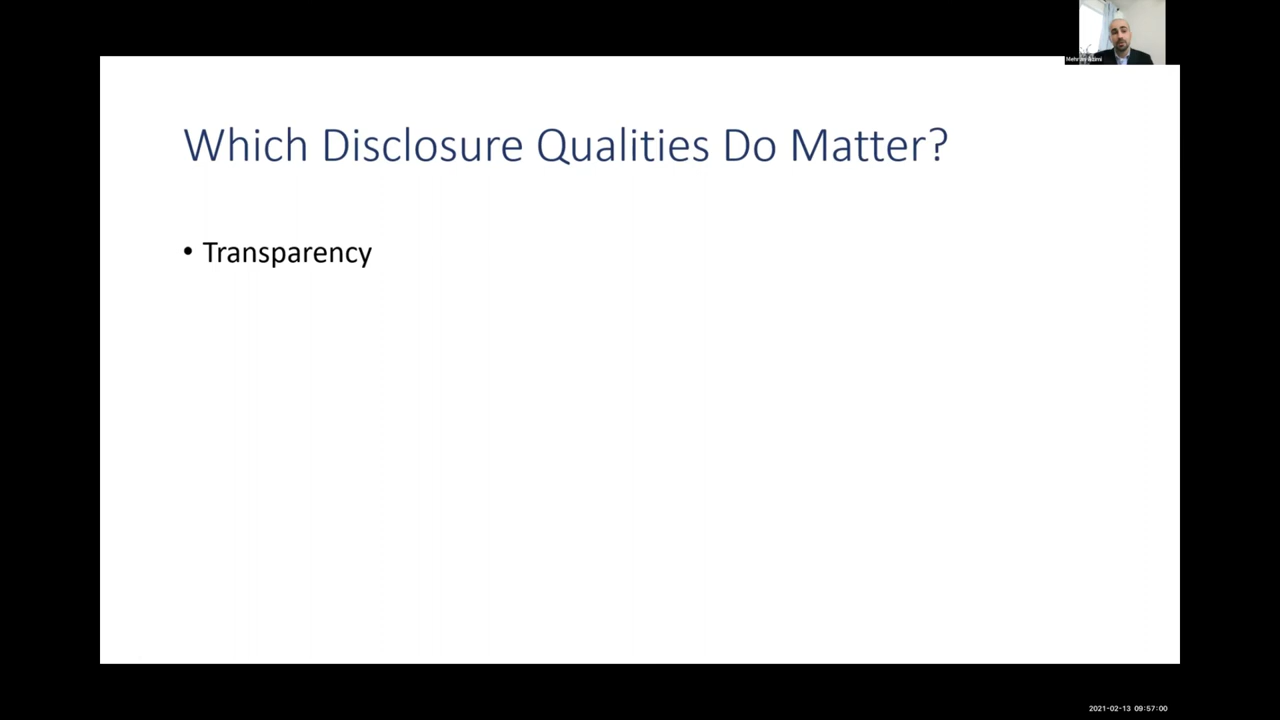 Which Disclosure Qualities Do Matter?
• Transparency
2021-02-13 09:57:00